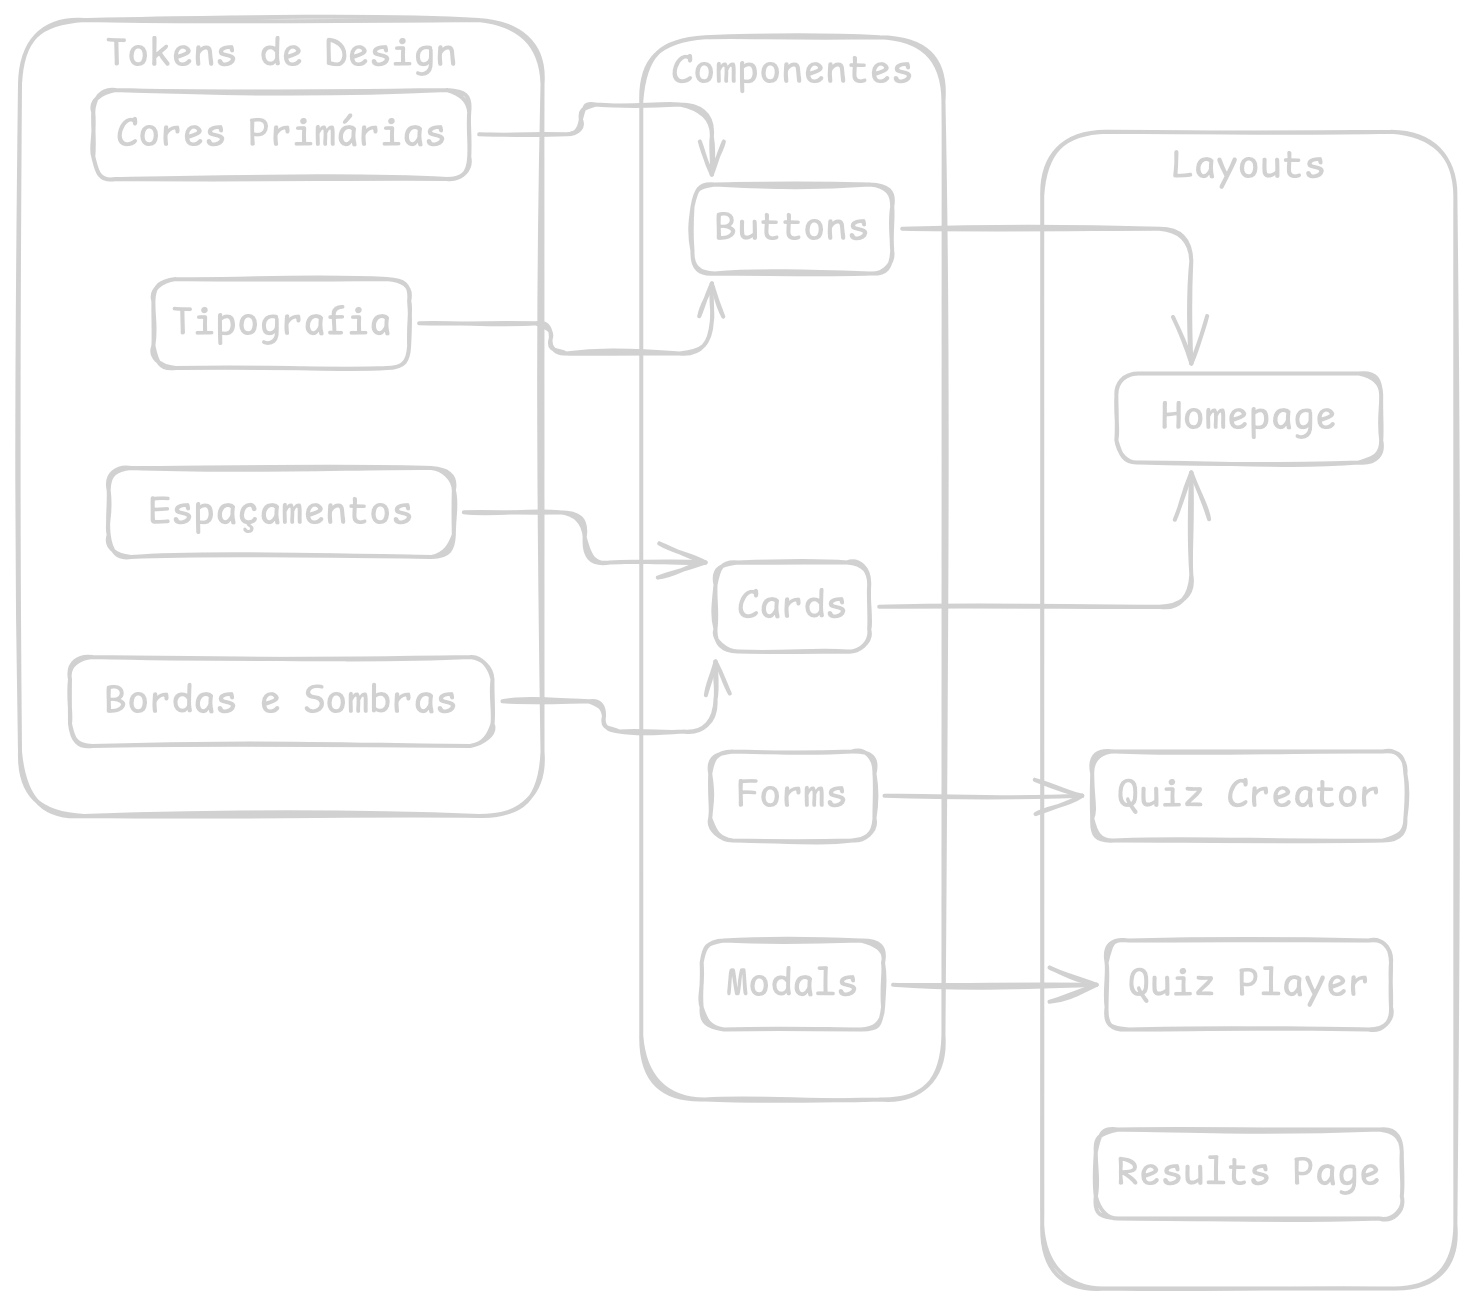 Tokens de Design
Cores Primárias
Tipografia
Espaçamentos
Bordas e Sombras
Componentes
Buttons
Cards
Forms
Modals
Layouts
Homepage
Quiz Creator
Quiz Player
Results Page